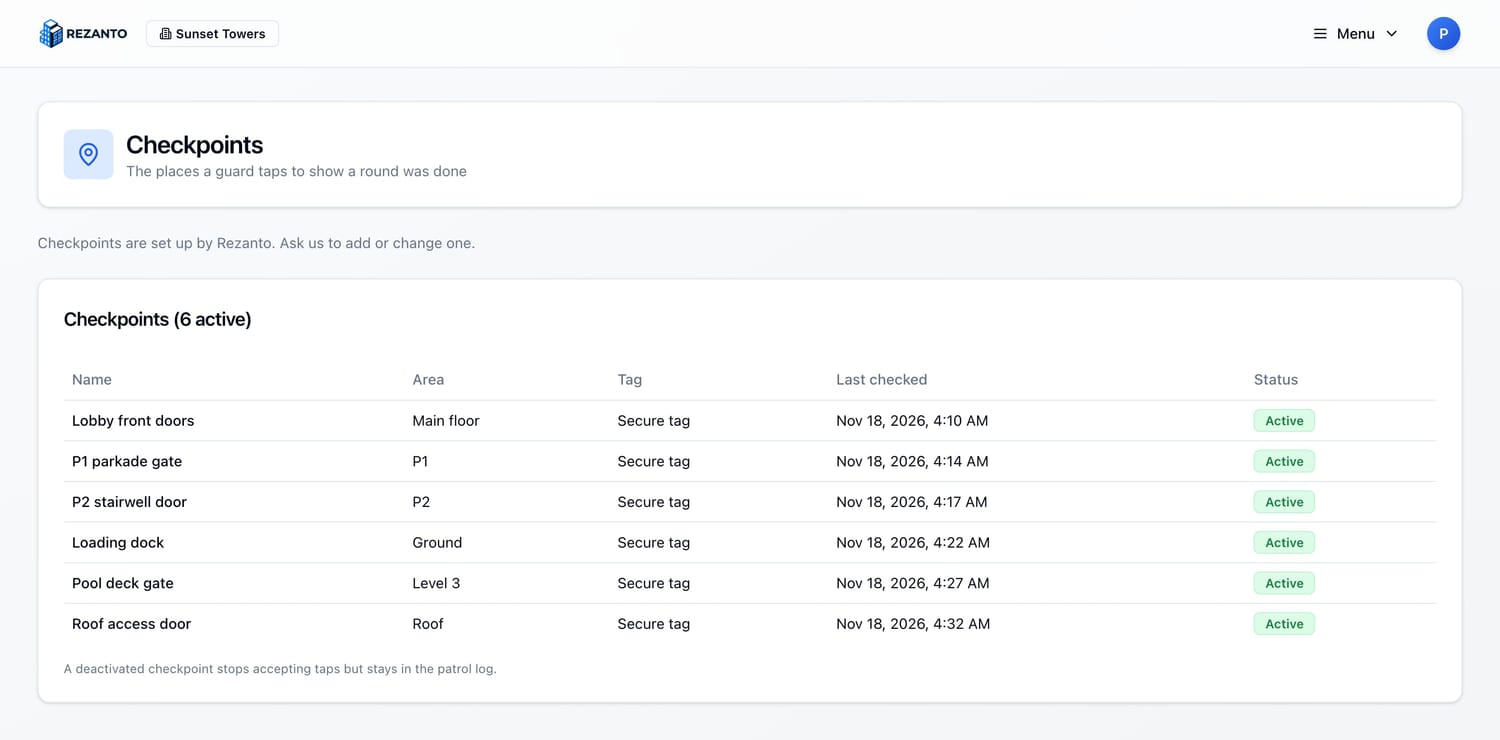 REZANTO
Sunset Towers
Menu
P
Checkpoints
The places a guard taps to show a round was done
Checkpoints are set up by Rezanto. Ask us to add or change one.
Checkpoints (6 active)
Name Area Tag Last checked Status
Lobby front doors Main floor Secure tag Nov 18, 2026, 4:10 AM Active
P1 parkade gate P1 Secure tag Nov 18, 2026, 4:14 AM Active
P2 stairwell door P2 Secure tag Nov 18, 2026, 4:17 AM Active
Loading dock Ground Secure tag Nov 18, 2026, 4:22 AM Active
Pool deck gate Level 3 Secure tag Nov 18, 2026, 4:27 AM Active
Roof access door Roof Secure tag Nov 18, 2026, 4:32 AM Active
A deactivated checkpoint stops accepting taps but stays in the patrol log.